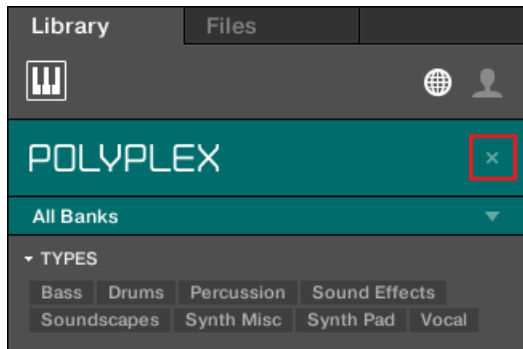 Library Files
POLYPLEX ×
All Banks
TYPES
Bass Drums Percussion Sound Effects
Soundscapes Synth Misc Synth Pad Vocal